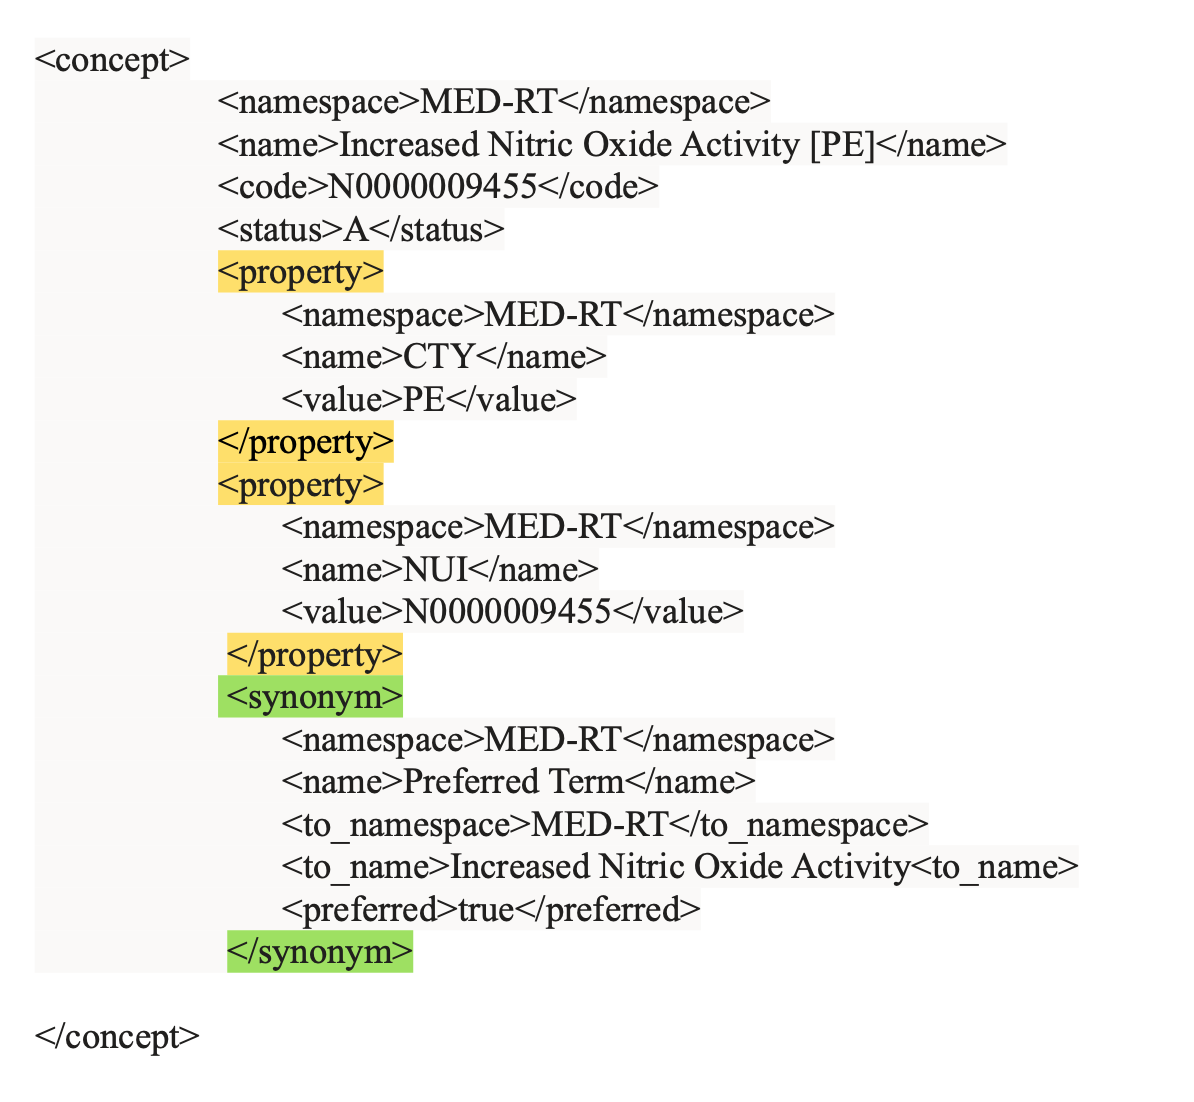 <concept>
<namespace>MED-RT</namespace>
<name>Increased Nitric Oxide Activity [PE]</name>
<code>N0000009455</code>
<status>A</status>
<property>
<namespace>MED-RT</namespace>
<name>CTY</name>
<value>PE</value>
</property>
<property>
<namespace>MED-RT</namespace>
<name>NUI</name>
<value>N0000009455</value>
</property>
<synonym>
<namespace>MED-RT</namespace>
<name>Preferred Term</name>
<to_namespace>MED-RT</to_namespace>
<to_name>Increased Nitric Oxide Activity<to_name>
<preferred>true</preferred>
</synonym>
</concept>